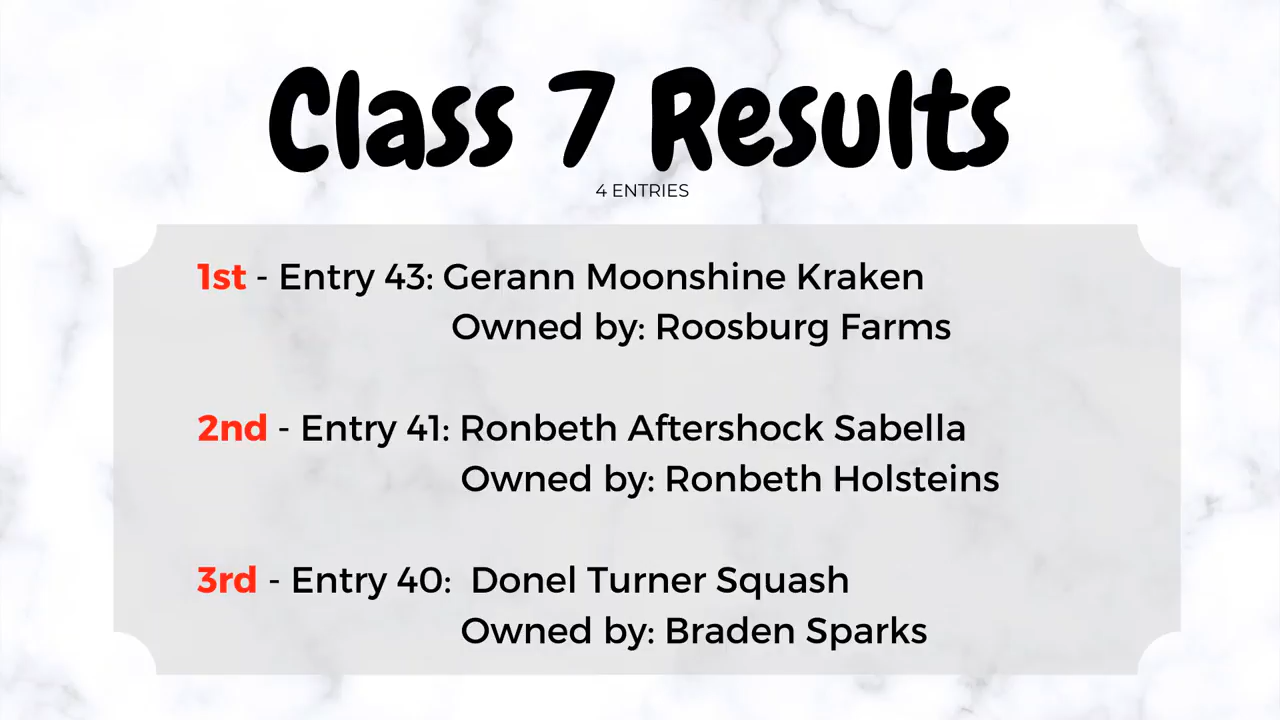 Class 7 Results
4 ENTRIES
1st - Entry 43: Gerann Moonshine Kraken
Owned by: Roosburg Farms
2nd - Entry 41: Ronbeth Aftershock Sabella
Owned by: Ronbeth Holsteins
3rd - Entry 40: Donel Turner Squash
Owned by: Braden Sparks